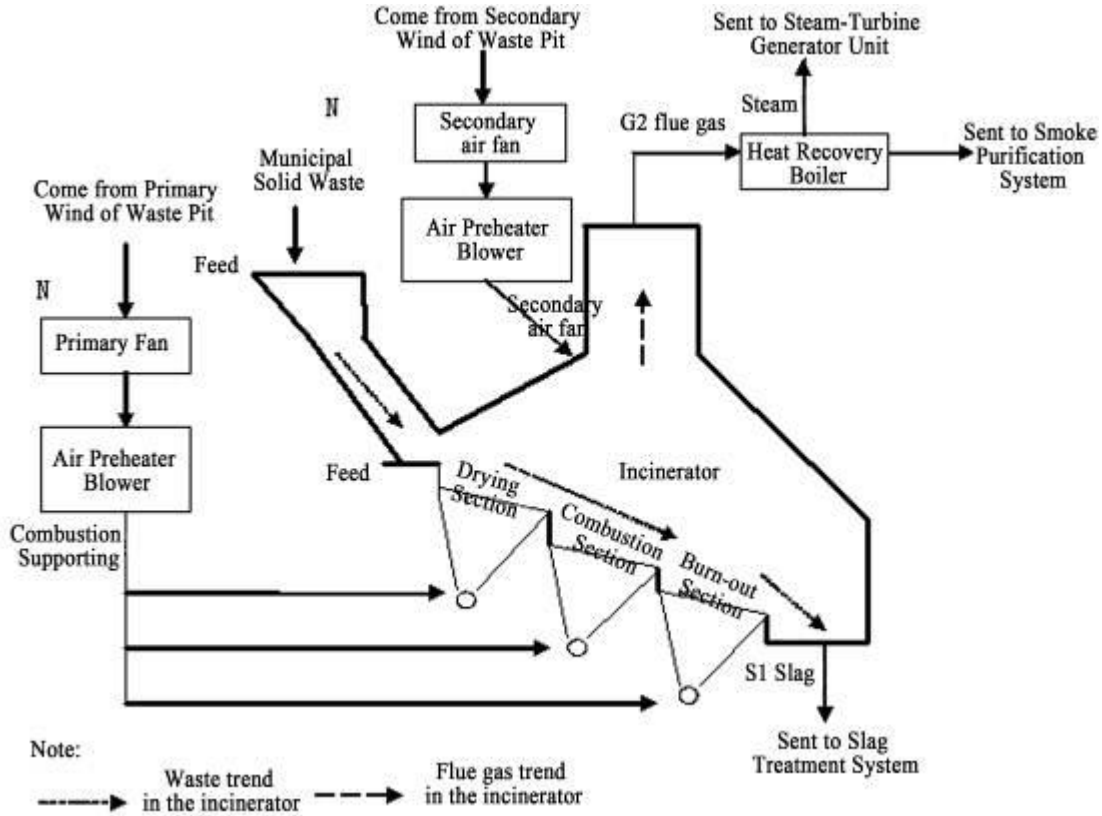 Come from Secondary
Wind of Waste Pit
Sent to Steam-Turbine
Generator Unit
N
Secondary
air fan
Steam
G2 flue gas
Heat Recovery
Boiler
Sent to Smoke
Purification
System
Municipal
Solid Waste
Come from Primary
Wind of Waste Pit
Air Preheater
Blower
Feed
N
Secondary
air fan
Primary Fan
Air Preheater
Blower
Feed
Drying
Section
Incinerator
Combustion
Section
Burn-out
Section
Combustion
Supporting
S1 Slag
Sent to Slag
Treatment System
Note:
Waste trend
in the incinerator
Flue gas trend
in the incinerator